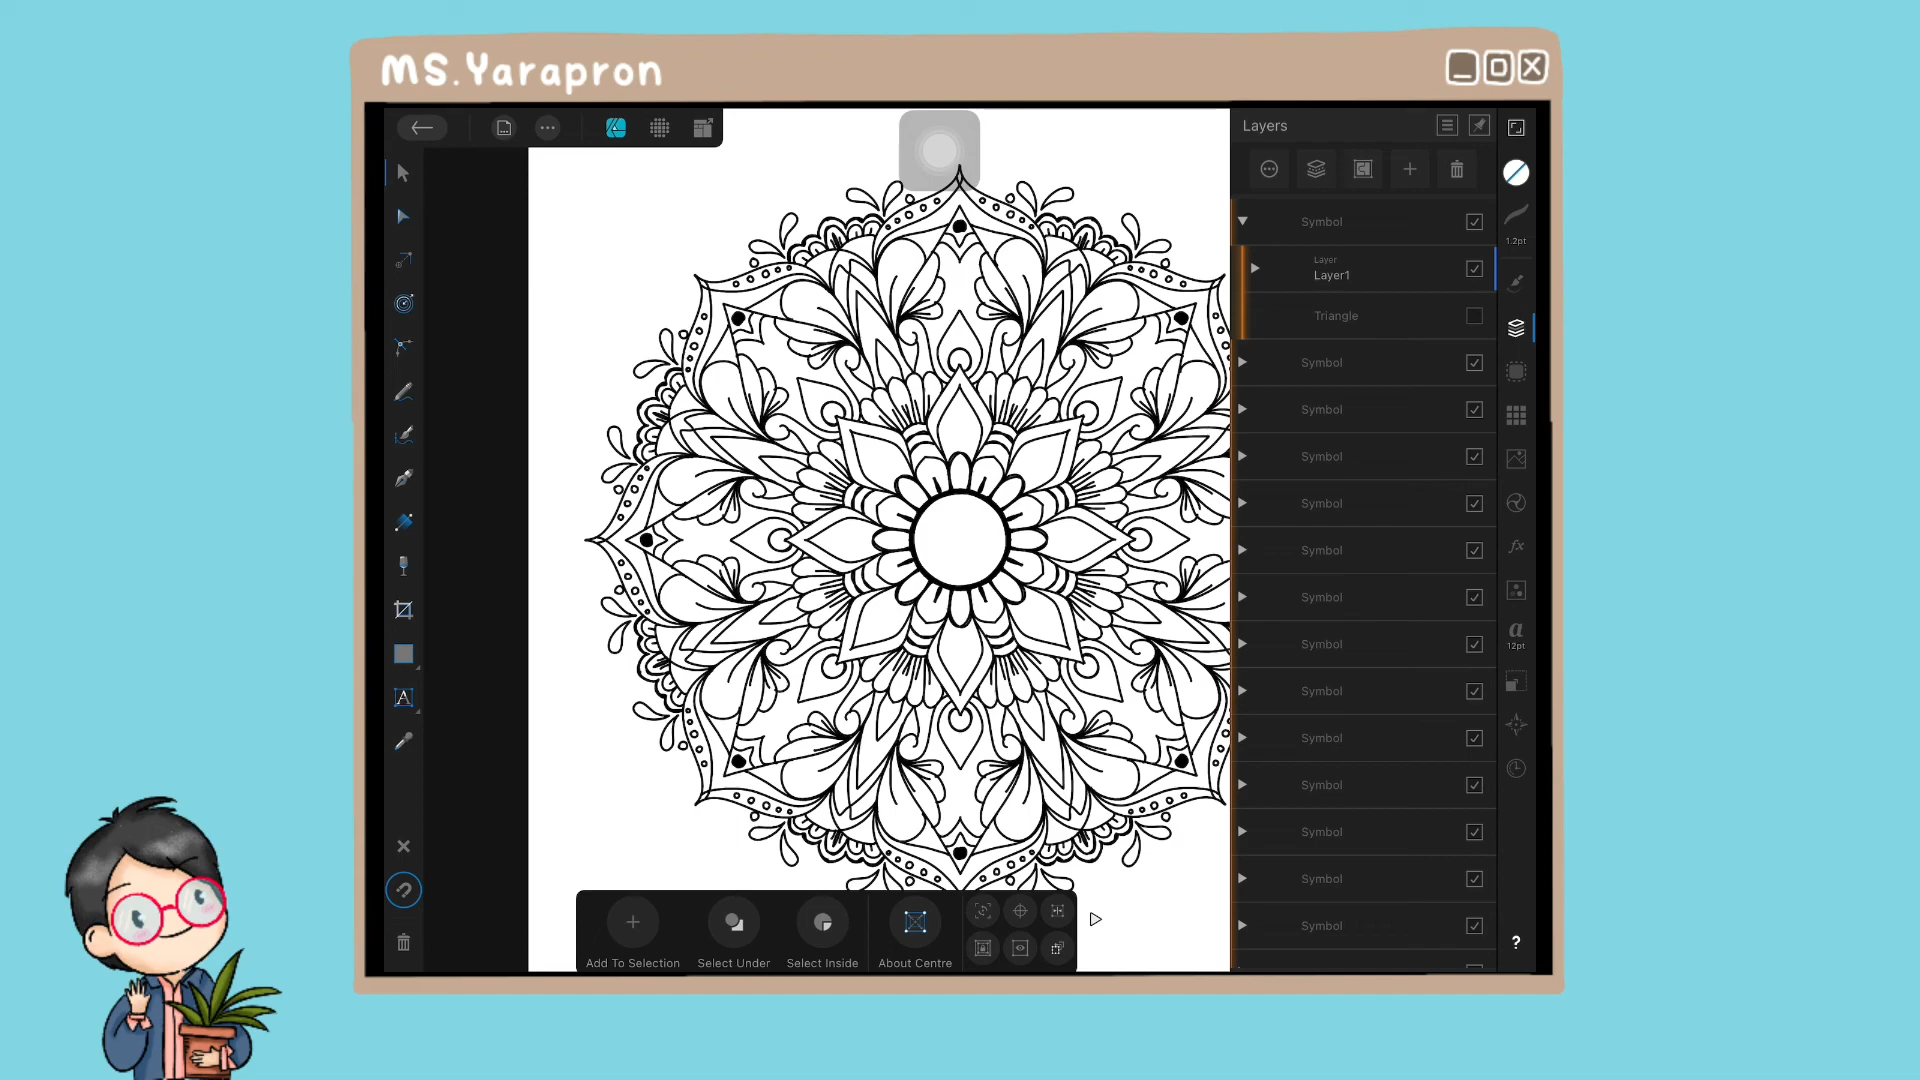 MS.Yarapron
Layers
Symbol
1.2pt
Layer
Layer1
Triangle
Symbol
Symbol
Symbol
Symbol
Symbol
Symbol
a
12pt
Symbol
Symbol
Symbol
Symbol
Symbol
Symbol
Symbol
fx
A
?
Add To Selection
Select Under
Select Inside
About Centre